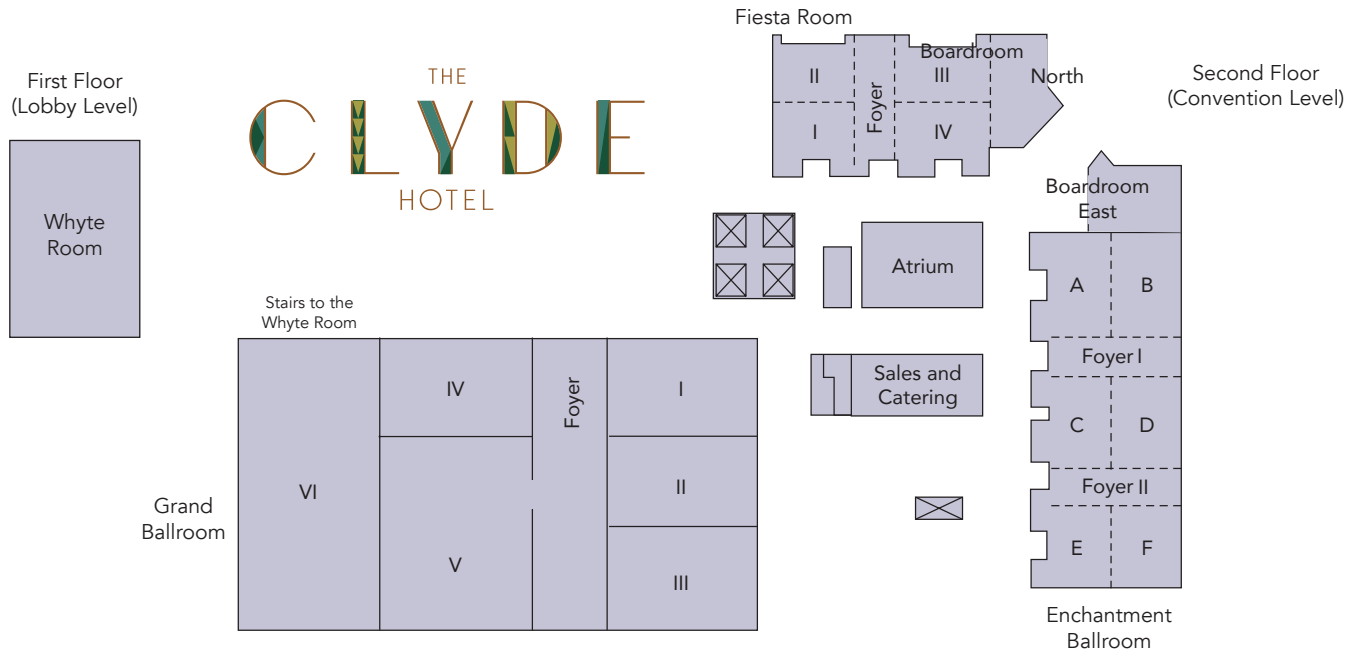 First Floor
(Lobby Level)
Whyte
Room
THE
CLYDE
HOTEL
Fiesta Room
II
Foyer
III
Boardroom
North
I
IV
Second Floor
(Convention Level)
Boardroom
East
Atrium
A
B
Foyer I
C
D
Foyer II
E
F
Enchantment
Ballroom
Sales and
Catering
Stairs to the
Whyte Room
Grand
Ballroom
VI
IV
V
Foyer
I
II
III